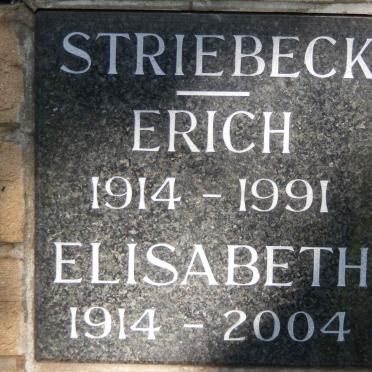 STRIEBECK
ERICH
1914 - 1991
ELISABETH
1914 - 2004